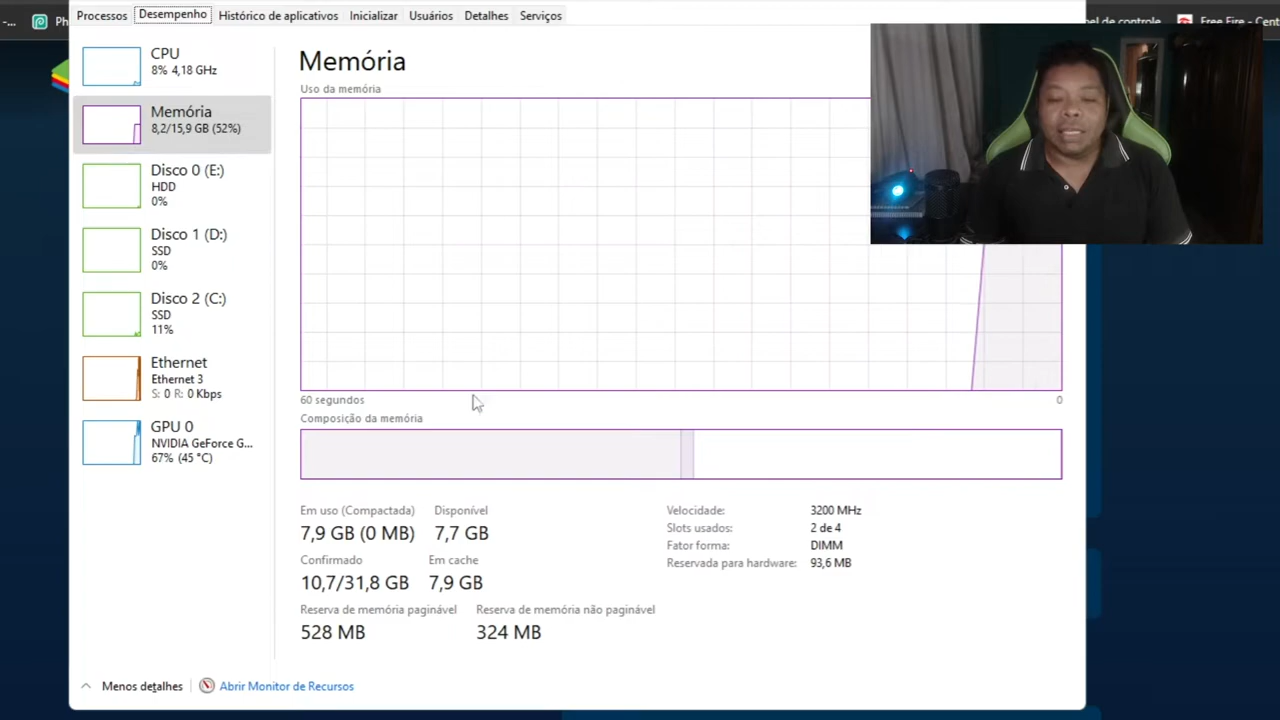 Processos Desempenho Histórico de aplicativos Inicializar Usuários Detalhes Serviços
-... Ph
de controle Free Fire - Cent
CPU
8% 4,18 GHz
Memória
8,2/15,9 GB (52%)
Disco 0 (E:)
HDD
0%
Disco 1 (D:)
SSD
0%
Disco 2 (C:)
SSD
11%
Ethernet
Ethernet 3
S: 0 R: 0 Kbps
GPU 0
NVIDIA GeForce G...
67% (45 °C)
Memória
Uso da memória
60 segundos 0
Composição da memória
Em uso (Compactada) Disponível
7,9 GB (0 MB) 7,7 GB
Confirmado Em cache
10,7/31,8 GB 7,9 GB
Reserva de memória paginável Reserva de memória não paginável
528 MB 324 MB
Velocidade: 3200 MHz
Slots usados: 2 de 4
Fator forma: DIMM
Reservada para hardware: 93,6 MB
Menos detalhes Abrir Monitor de Recursos